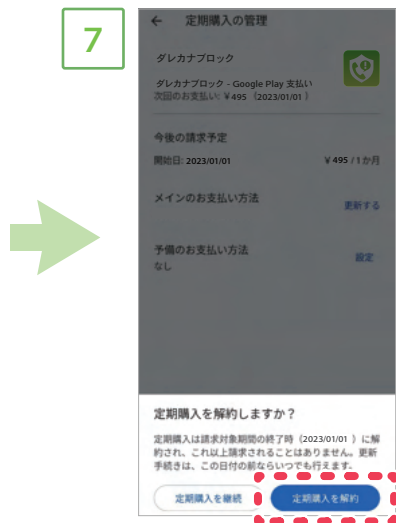 7
← 定期購入の管理
ダレカナブロック
ダレカナブロック - Google Play 支払い
次回のお支払い: ￥495（2023/01/01 ）
今後の請求予定
開始日: 2023/01/01 ￥495 / 1 か月
メインのお支払い方法 更新する
予備のお支払い方法 設定
なし
定期購入を解約しますか？
定期購入は請求対象期間の終了時（2023/01/01 ）に解
約され、これ以上請求されることはありません。更新
手続きは、この日付の前ならいつでも行えます。
定期購入を継続 定期購入を解約